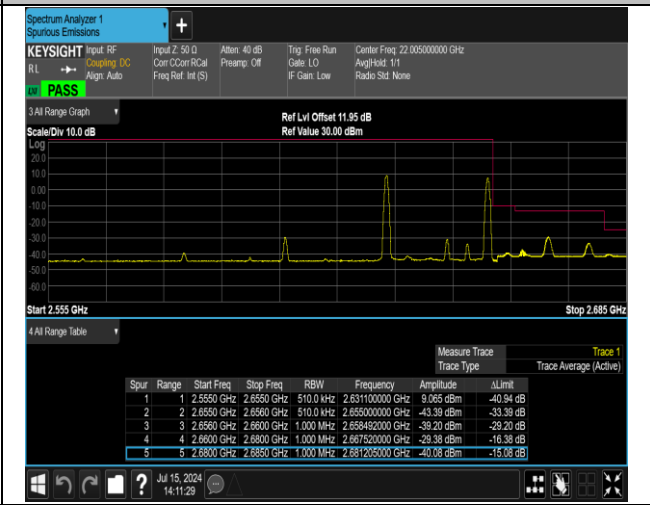 Spectrum Analyzer 1
Spurious Emissions
+
KEYSIGHT Input: RF Input Z: 50 Ω Atten: 40 dB Trig: Free Run Center Freq: 22.005000000 GHz
RL Coupling: DC Corr CCorr RCal Preamp: Off Gate: LO Avg|Hold: 1/1
Align: Auto Freq Ref: Int (S) IF Gain: Low Radio Std: None
PASS
3 All Range Graph
Ref Lvl Offset 11.95 dB
Scale/Div 10.0 dB Ref Value 30.00 dBm
Log
20.0
10.0
0.00
-10.0
-20.0
-30.0
-40.0
-50.0
-60.0
Start 2.555 GHz Stop 2.685 GHz
4 All Range Table
Measure Trace Trace 1
Trace Type Trace Average (Active)
Spur Range Start Freq Stop Freq RBW Frequency Amplitude ΔLimit
1 1 2.5550 GHz 2.6550 GHz 510.0 kHz 2.631100000 GHz 9.065 dBm -40.94 dB
2 2 2.6550 GHz 2.6560 GHz 510.0 kHz 2.655000000 GHz -43.39 dBm -33.39 dB
3 3 2.6560 GHz 2.6600 GHz 1.000 MHz 2.658492000 GHz -39.20 dBm -29.20 dB
4 4 2.6600 GHz 2.6800 GHz 1.000 MHz 2.667520000 GHz -29.38 dBm -16.38 dB
5 5 2.6800 GHz 2.6850 GHz 1.000 MHz 2.681205000 GHz -40.08 dBm -15.08 dB
? Jul 15, 2024
14:11:29